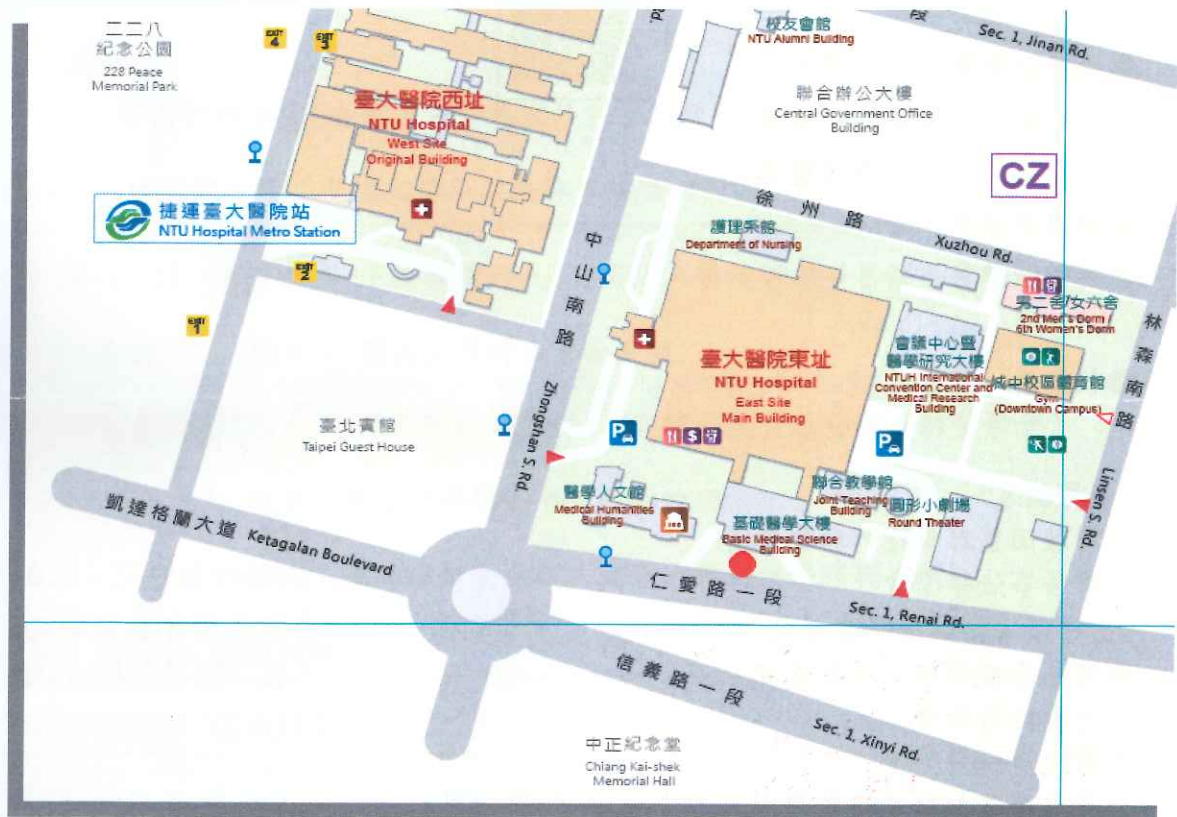 二二八
紀念公園
228 Peace
Memorial Park
EXIT
4
EXIT
3
臺大醫院西址
NTU Hospital
West Site
Original Building
捷運臺大醫院站
NTU Hospital Metro Station
EXIT
2
EXIT
1
Rd.
校友會館
NTU Alumni Building
段
Sec. 1, Jinan Rd.
聯合辦公大樓
Central Government Office
Building
CZ
徐州路
Xuzhou Rd.
護理系館
Department of Nursing
中山南路
Zhongshan S. Rd.
臺大醫院東址
NTU Hospital
East Site
Main Building
男二舍/女六舍
2nd Men's Dorm /
6th Women's Dorm
會議中心暨
醫學研究大樓
NTUH International
Convention Center and
Medical Research
Building
城中校區體育館
Gym
(Downtown Campus)
林森南路
Linsen S. Rd.
臺北賓館
Taipei Guest House
P
$
P
醫學人文館
Medical Humanities
Building
聯合教學館
Joint Teaching
Building
圓形小劇場
Round Theater
基礎醫學大樓
Basic Medical Science
Building
凱達格蘭大道 Ketagalan Boulevard
仁愛路一段
Sec. 1, Renai Rd.
信義路一段
Sec. 1, Xinyi Rd.
中正紀念堂
Chiang Kai-shek
Memorial Hall